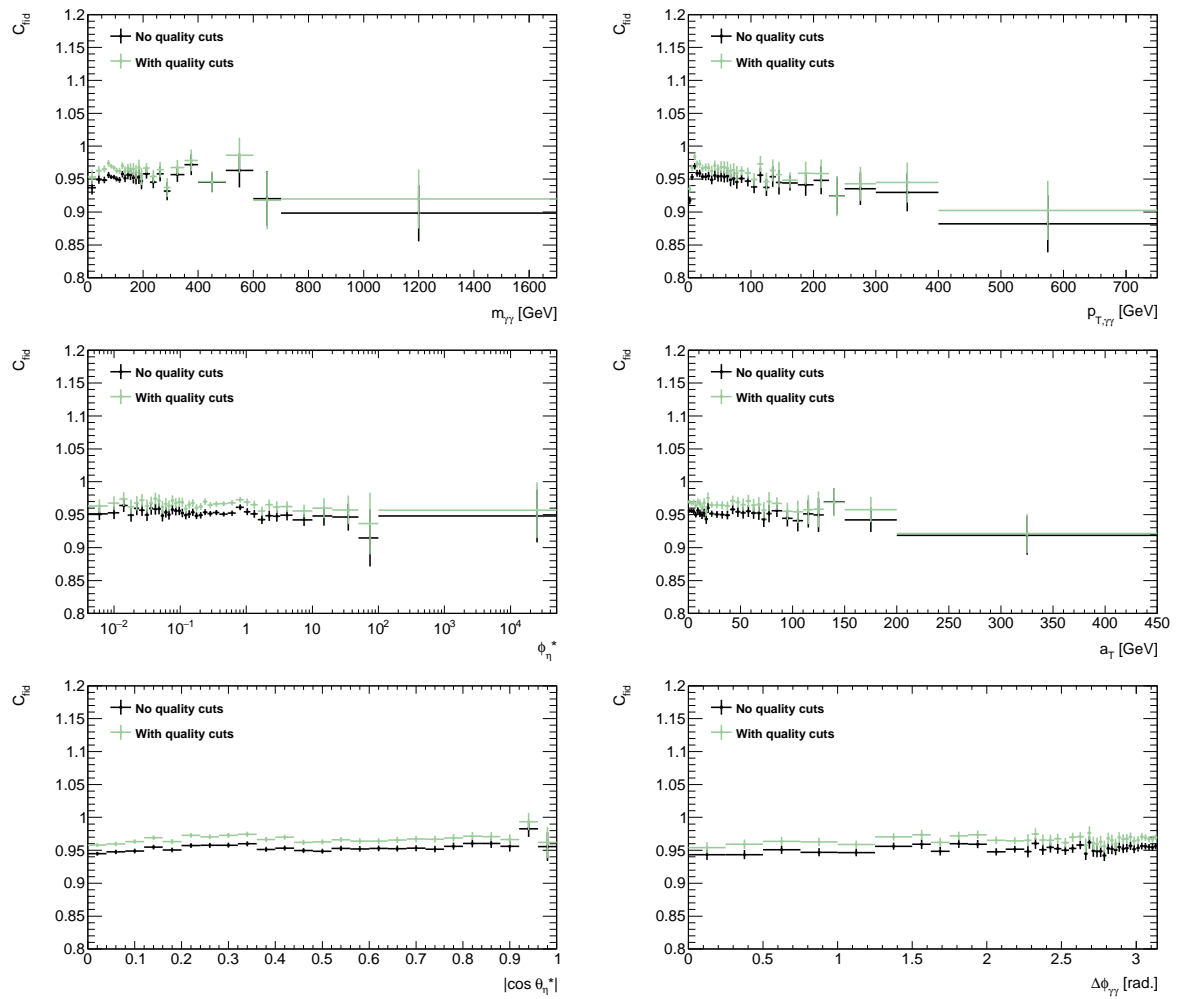 C_fid
1.2
1.15
1.1
1.05
1
0.95
0.9
0.85
0.8
No quality cuts
With quality cuts
0 200 400 600 800 1000 1200 1400 1600
m_γγ [GeV]
C_fid
1.2
1.15
1.1
1.05
1
0.95
0.9
0.85
0.8
No quality cuts
With quality cuts
0 100 200 300 400 500 600 700
p_T,γγ [GeV]
C_fid
1.2
1.15
1.1
1.05
1
0.95
0.9
0.85
0.8
No quality cuts
With quality cuts
10⁻² 10⁻¹ 1 10 10² 10³ 10⁴
ϕ_η*
C_fid
1.2
1.15
1.1
1.05
1
0.95
0.9
0.85
0.8
No quality cuts
With quality cuts
0 50 100 150 200 250 300 350 400 450
a_T [GeV]
C_fid
1.2
1.15
1.1
1.05
1
0.95
0.9
0.85
0.8
No quality cuts
With quality cuts
0 0.1 0.2 0.3 0.4 0.5 0.6 0.7 0.8 0.9 1
|cos θ_η*|
C_fid
1.2
1.15
1.1
1.05
1
0.95
0.9
0.85
0.8
No quality cuts
With quality cuts
0 0.5 1 1.5 2 2.5 3
Δϕ_γγ [rad.]